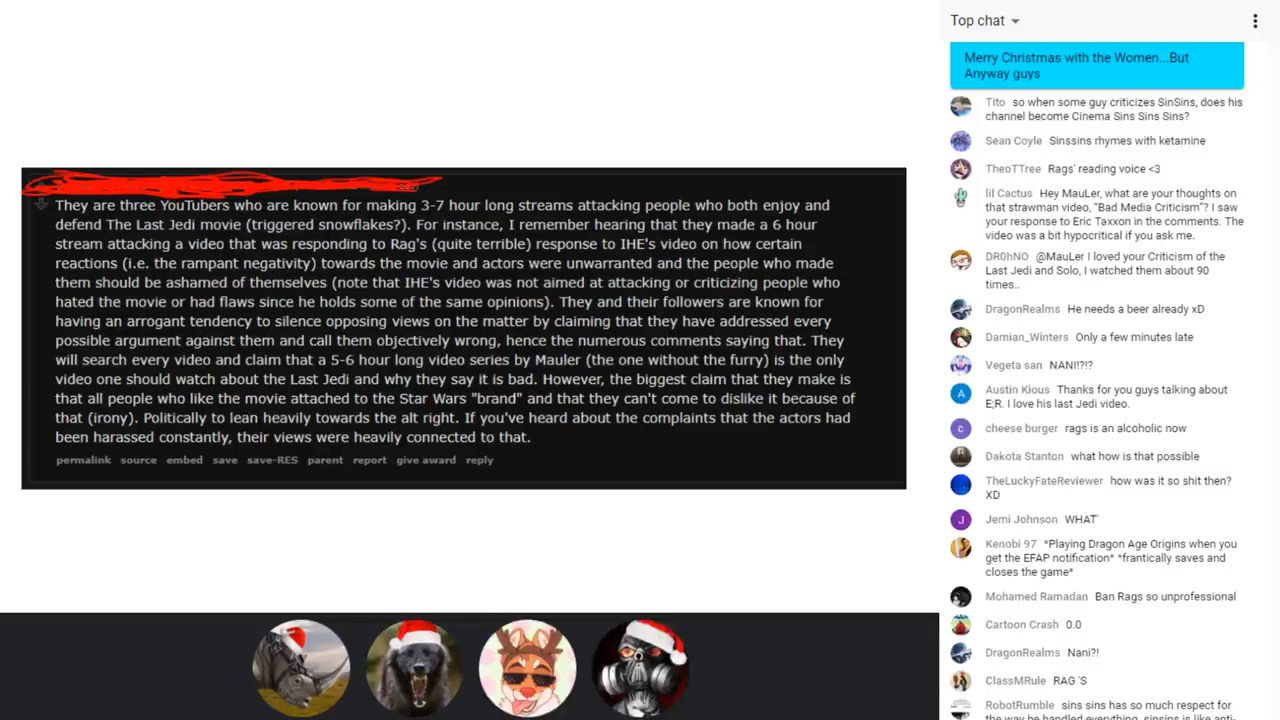 They are three YouTubers who are known for making 3-7 hour long streams attacking people who both enjoy and
defend The Last Jedi movie (triggered snowflakes?). For instance, I remember hearing that they made a 6 hour
stream attacking a video that was responding to Rag's (quite terrible) response to IHE's video on how certain
reactions (i.e. the rampant negativity) towards the movie and actors were unwarranted and the people who made
them should be ashamed of themselves (note that IHE's video was not aimed at attacking or criticizing people who
hated the movie or had flaws since he holds some of the same opinions). They and their followers are known for
having an arrogant tendency to silence opposing views on the matter by claiming that they have addressed every
possible argument against them and call them objectively wrong, hence the numerous comments saying that. They
will search every video and claim that a 5-6 hour long video series by Mauler (the one without the furry) is the only
video one should watch about the Last Jedi and why they say it is bad. However, the biggest claim that they make is
that all people who like the movie attached to the Star Wars "brand" and that they can't come to dislike it because of
that (irony). Politically to lean heavily towards the alt right. If you've heard about the complaints that the actors had
been harassed constantly, their views were heavily connected to that.
permalink source embed save save-RES parent report give award reply
Top chat
Merry Christmas with the Women...But
Anyway guys
Tito so when some guy criticizes SinSins, does his
channel become Cinema Sins Sins Sins?
Sean Coyle Sinssins rhymes with ketamine
TheoTTree Rags' reading voice <3
lil Cactus Hey MauLer, what are your thoughts on
that strawman video, "Bad Media Criticism"? I saw
your response to Eric Taxxon in the comments. The
video was a bit hypocritical if you ask me.
DR0hNO @MauLer I loved your Criticism of the
Last Jedi and Solo, I watched them about 90
times..
DragonRealms He needs a beer already xD
Damian_Winters Only a few minutes late
Vegeta san NANI!?!?
A Austin Kious Thanks for you guys talking about
E;R. I love his last Jedi video.
c cheese burger rags is an alcoholic now
Dakota Stanton what how is that possible
TheLuckyFateReviewer how was it so shit then?
XD
J Jemi Johnson WHAT'
Kenobi 97 *Playing Dragon Age Origins when you
get the EFAP notification* *frantically saves and
closes the game*
Mohamed Ramadan Ban Rags so unprofessional
Cartoon Crash 0.0
DragonRealms Nani?!
ClassMRule RAG 'S
RobotRumble sins sins has so much respect for
the way he handled everything. sinsins is like anti-